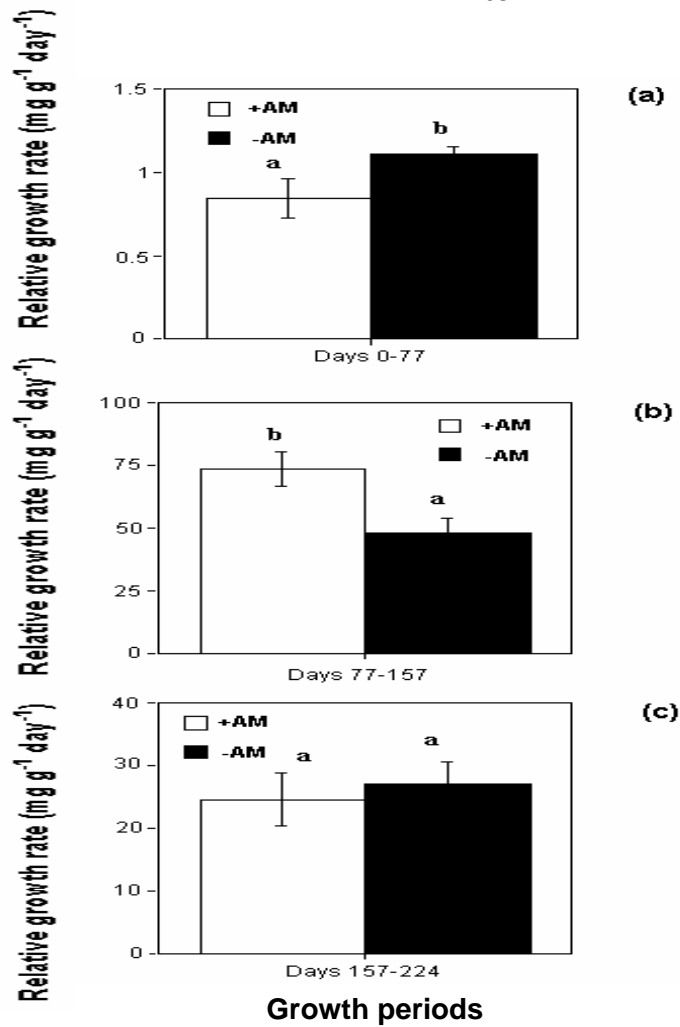 Relative growth rate (mg g⁻¹ day⁻¹)
1.5
1
0.5
0
+AM
-AM
a
b
(a)
Days 0-77
Relative growth rate (mg g⁻¹ day⁻¹)
100
75
50
25
0
b
a
+AM
-AM
(b)
Days 77-157
Relative growth rate (mg g⁻¹ day⁻¹)
40
30
20
10
0
+AM
-AM
a
a
(c)
Days 157-224
Growth periods